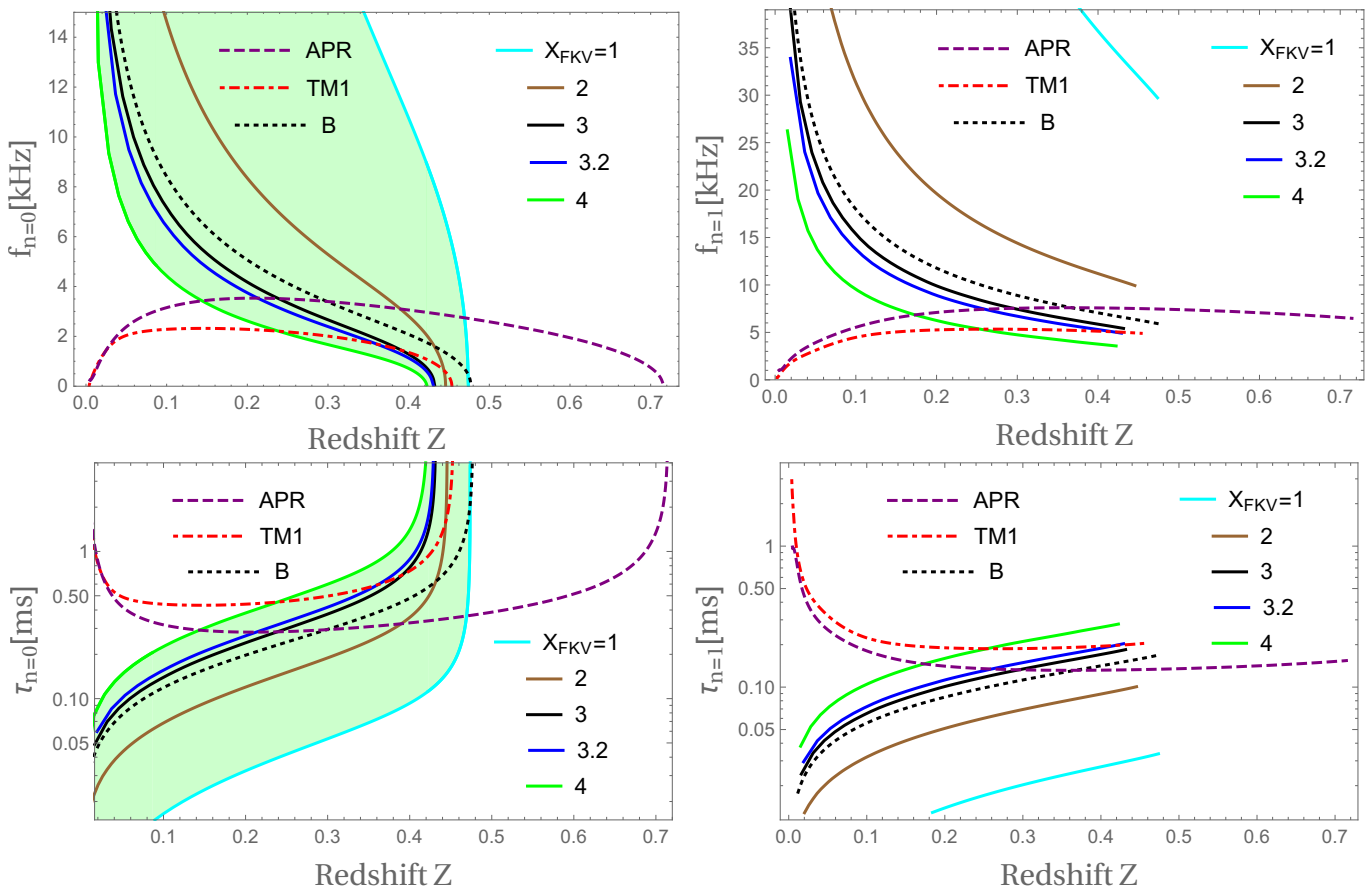 f_{n=0}[kHz]
14
12
10
8
6
4
2
0
APR
TM1
B
X_{FKV}=1
2
3
3.2
4
0.0 0.1 0.2 0.3 0.4 0.5 0.6 0.7
Redshift Z
f_{n=1}[kHz]
35
30
25
20
15
10
5
0
APR
TM1
B
X_{FKV}=1
2
3
3.2
4
0.0 0.1 0.2 0.3 0.4 0.5 0.6 0.7
Redshift Z
τ_{n=0}[ms]
1
0.50
0.10
0.05
APR
TM1
B
X_{FKV}=1
2
3
3.2
4
0.1 0.2 0.3 0.4 0.5 0.6 0.7
Redshift Z
τ_{n=1}[ms]
1
0.50
0.10
0.05
APR
TM1
B
X_{FKV}=1
2
3
3.2
4
0.0 0.1 0.2 0.3 0.4 0.5 0.6 0.7
Redshift Z